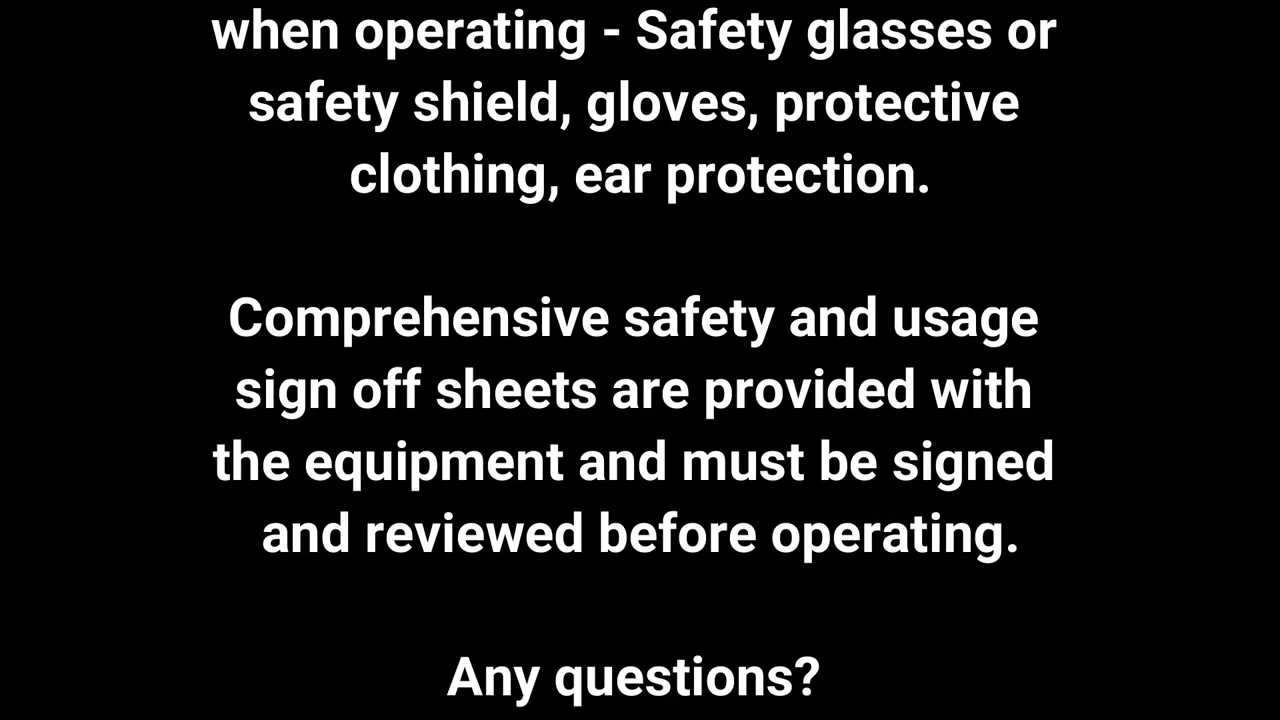 when operating - Safety glasses or
safety shield, gloves, protective
clothing, ear protection.
Comprehensive safety and usage
sign off sheets are provided with
the equipment and must be signed
and reviewed before operating.
Any questions?